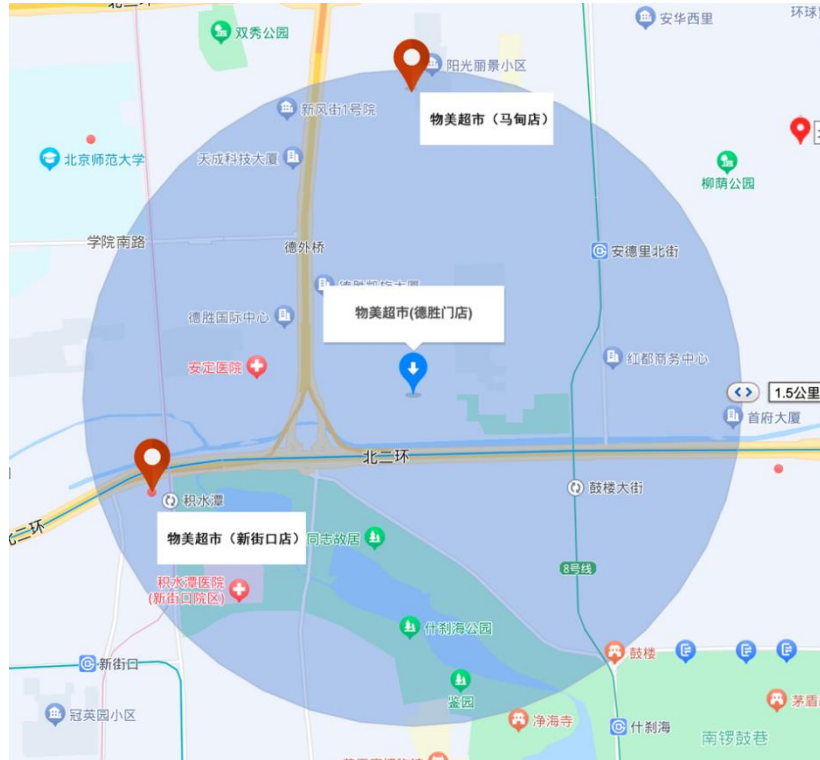 双秀公园
安华西里
环球
阳光丽景小区
新风街1号院
物美超市（马甸店）
北京师范大学
天成科技大厦
柳荫公园
学院南路
德外桥
安德里北街
物美超市(德胜门店)
德胜国际中心
安定医院
红都商务中心
1.5公里
首府大厦
北二环
积水潭
鼓楼大街
北二环
物美超市（新街口店）
同志故居
8号线
积水潭医院
(新街口院区)
什刹海公园
鼓楼
新街口
鉴园
茅盾
冠英园小区
净海寺
什刹海
南锣鼓巷